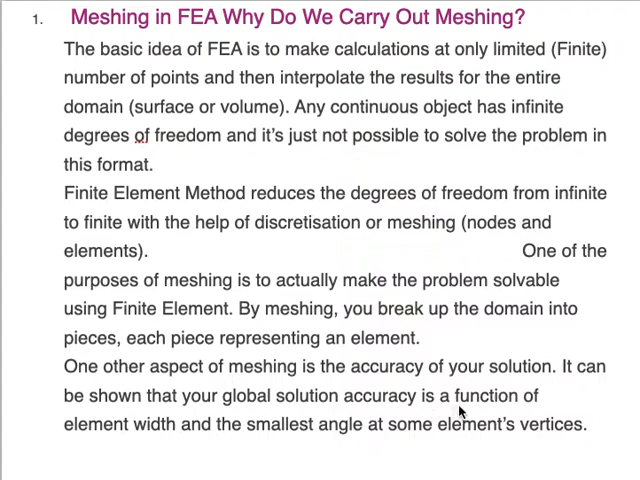 1. Meshing in FEA Why Do We Carry Out Meshing?
The basic idea of FEA is to make calculations at only limited (Finite)
number of points and then interpolate the results for the entire
domain (surface or volume). Any continuous object has infinite
degrees of freedom and it's just not possible to solve the problem in
this format.
Finite Element Method reduces the degrees of freedom from infinite
to finite with the help of discretisation or meshing (nodes and
elements). One of the
purposes of meshing is to actually make the problem solvable
using Finite Element. By meshing, you break up the domain into
pieces, each piece representing an element.
One other aspect of meshing is the accuracy of your solution. It can
be shown that your global solution accuracy is a function of
element width and the smallest angle at some element's vertices.